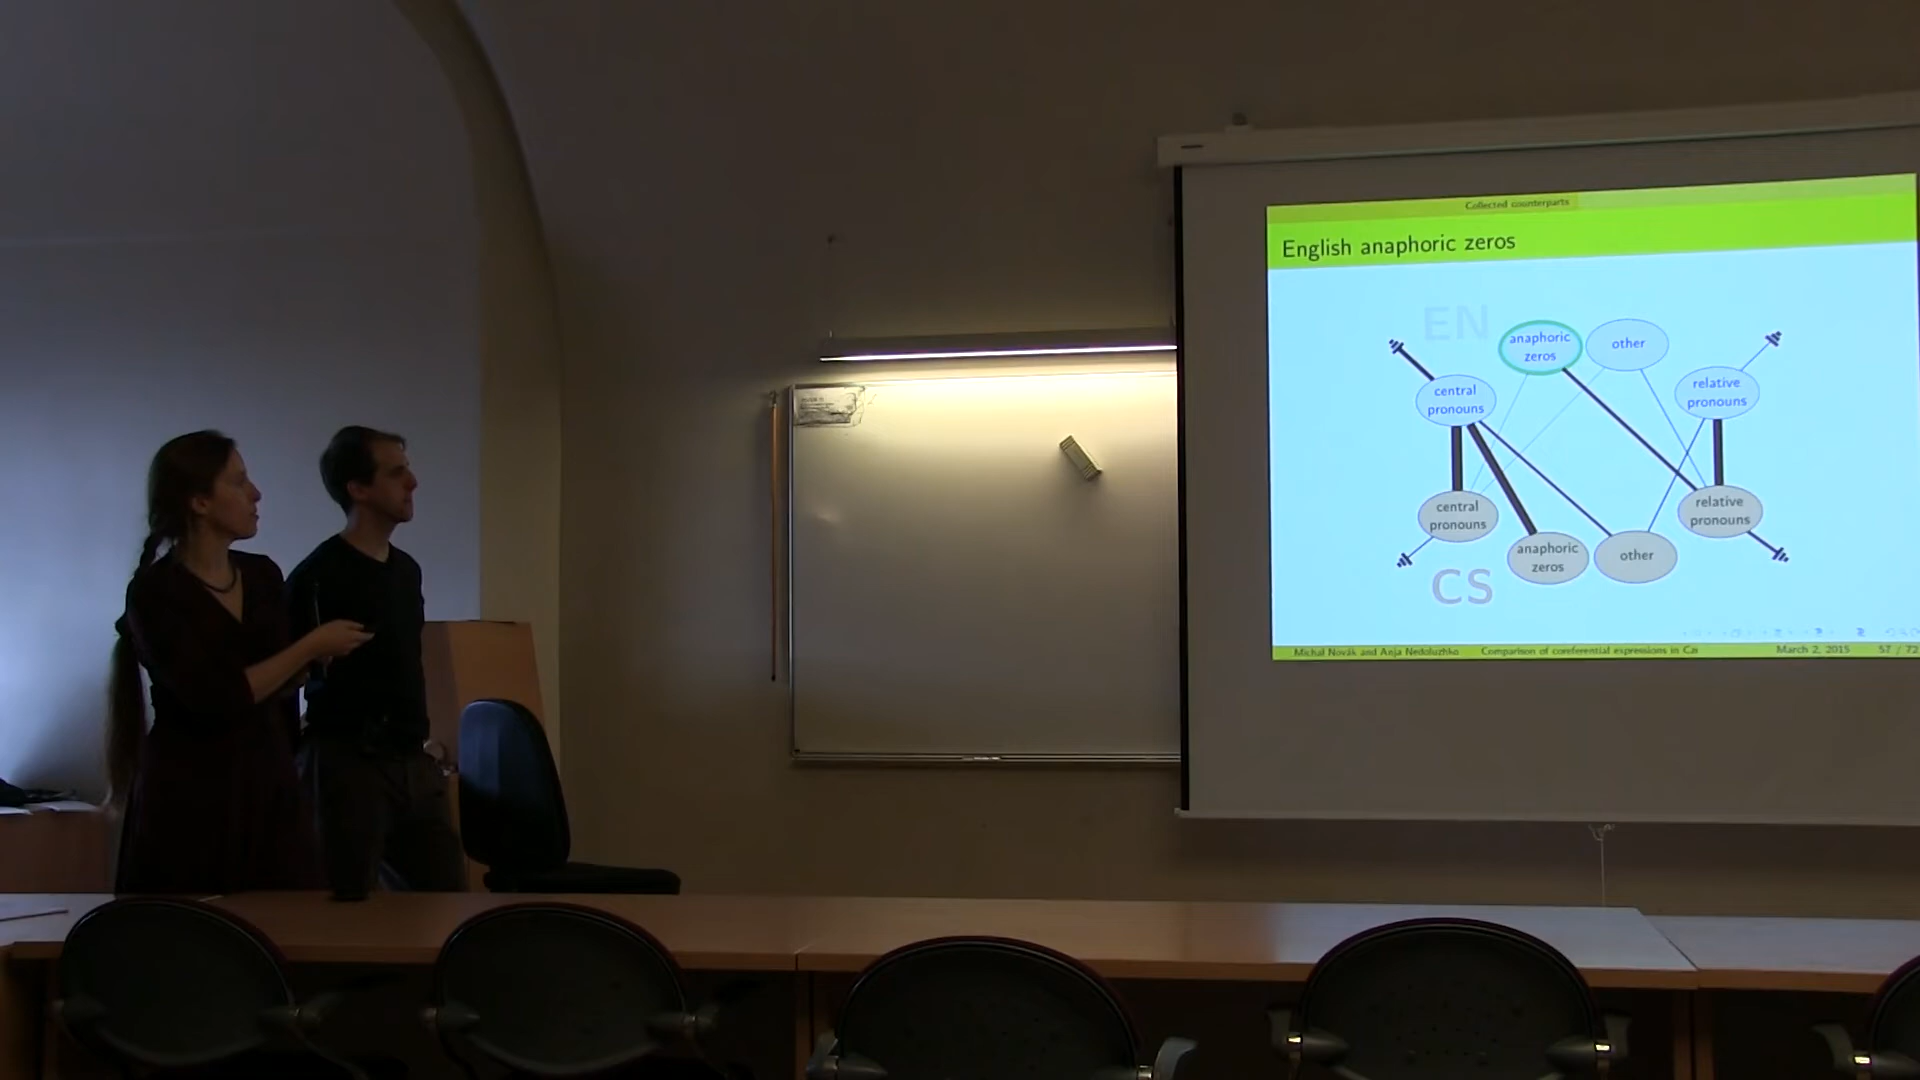 Collected counterparts
English anaphoric zeros
EN
anaphoric
zeros
other
central
pronouns
relative
pronouns
central
pronouns
relative
pronouns
anaphoric
zeros
other
CS
Michal Novák and Anja Nedoluzhko Comparison of coreferential expressions in Cze March 2, 2015 57 / 72